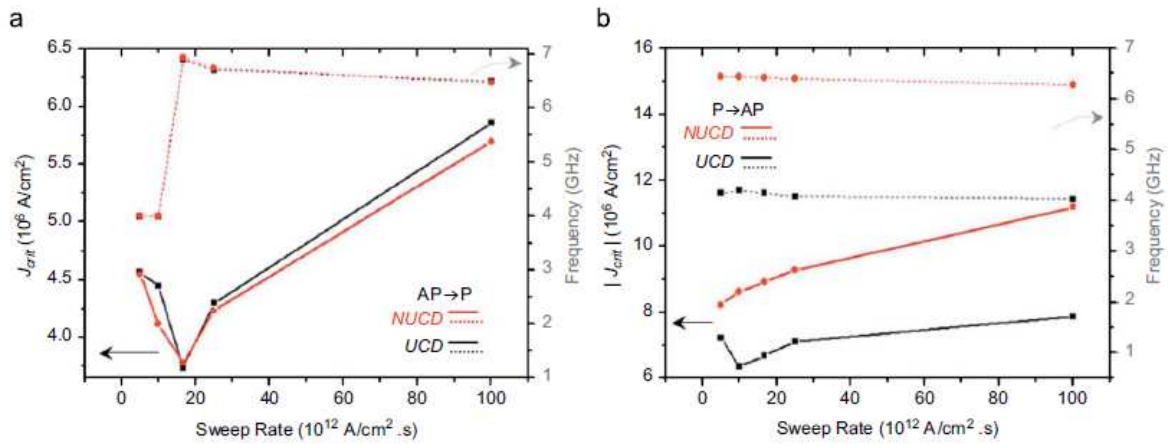 a
6.5
6.0
5.5
5.0
4.5
4.0
J_crit (10^6 A/cm^2)
7
6
5
4
3
2
1
Frequency (GHz)
AP→P
NUCD
UCD
0 20 40 60 80 100
Sweep Rate (10^12 A/cm^2 .s)
b
16
14
12
10
8
6
| J_crit | (10^6 A/cm^2)
7
6
5
4
3
2
1
Frequency (GHz)
P→AP
NUCD
UCD
0 20 40 60 80 100
Sweep Rate (10^12 A/cm^2 .s)